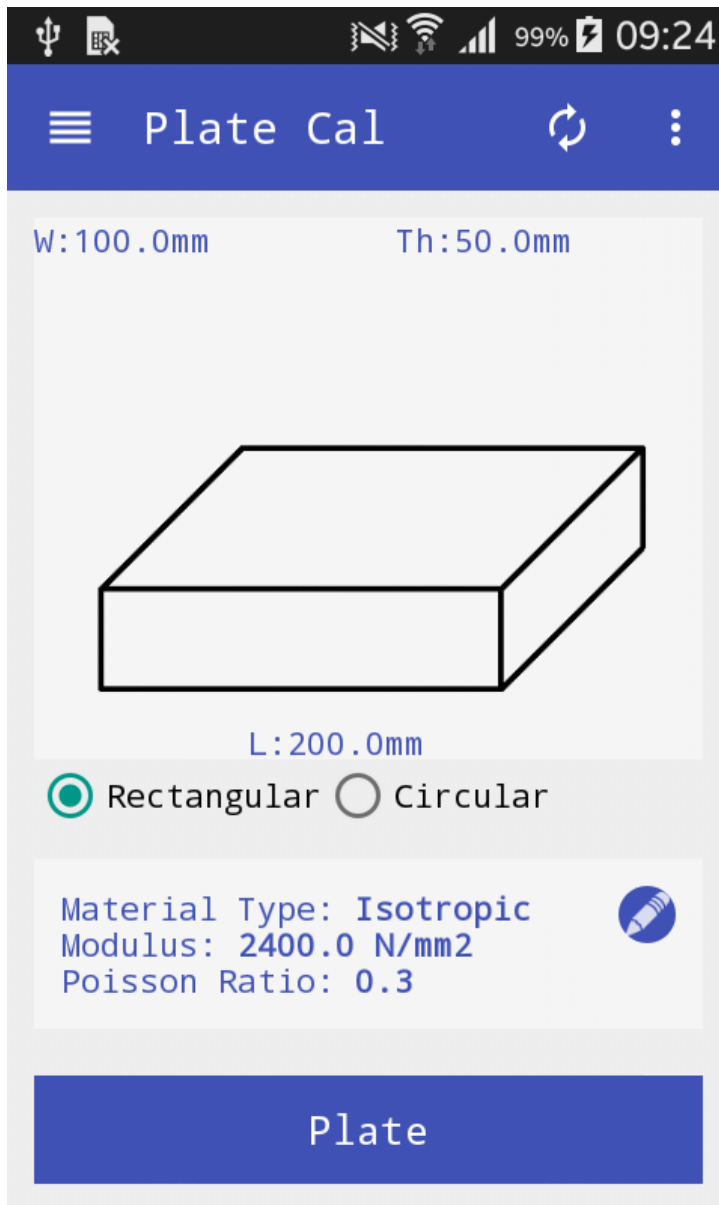 99% 09:24
Plate Cal
W:100.0mm Th:50.0mm
L:200.0mm
Rectangular Circular
Material Type: Isotropic
Modulus: 2400.0 N/mm2
Poisson Ratio: 0.3
Plate